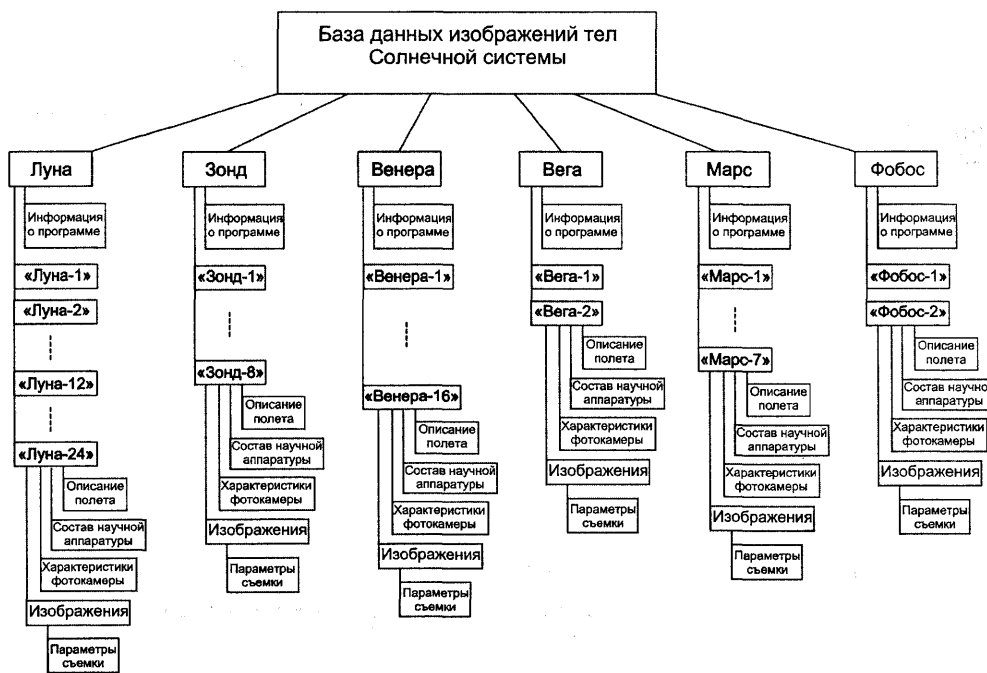 База данных изображений тел
Солнечной системы
Луна
Информация
о программе
«Луна-1»
«Луна-2»
«Луна-12»
«Луна-24»
Описание
полета
Состав научной
аппаратуры
Характеристики
фотокамеры
Изображения
Параметры
съемки
Зонд
Информация
о программе
«Зонд-1»
«Зонд-8»
Описание
полета
Состав научной
аппаратуры
Характеристики
фотокамеры
Изображения
Параметры
съемки
Венера
Информация
о программе
«Венера-1»
«Венера-16»
Описание
полета
Состав научной
аппаратуры
Характеристики
фотокамеры
Изображения
Параметры
съемки
Вега
Информация
о программе
«Вега-1»
«Вега-2»
Описание
полета
Состав научной
аппаратуры
Характеристики
фотокамеры
Изображения
Параметры
съемки
Марс
Информация
о программе
«Марс-1»
«Марс-7»
Описание
полета
Состав научной
аппаратуры
Характеристики
фотокамеры
Изображения
Параметры
съемки
Фобос
Информация
о программе
«Фобос-1»
«Фобос-2»
Описание
полета
Состав научной
аппаратуры
Характеристики
фотокамеры
Изображения
Параметры
съемки